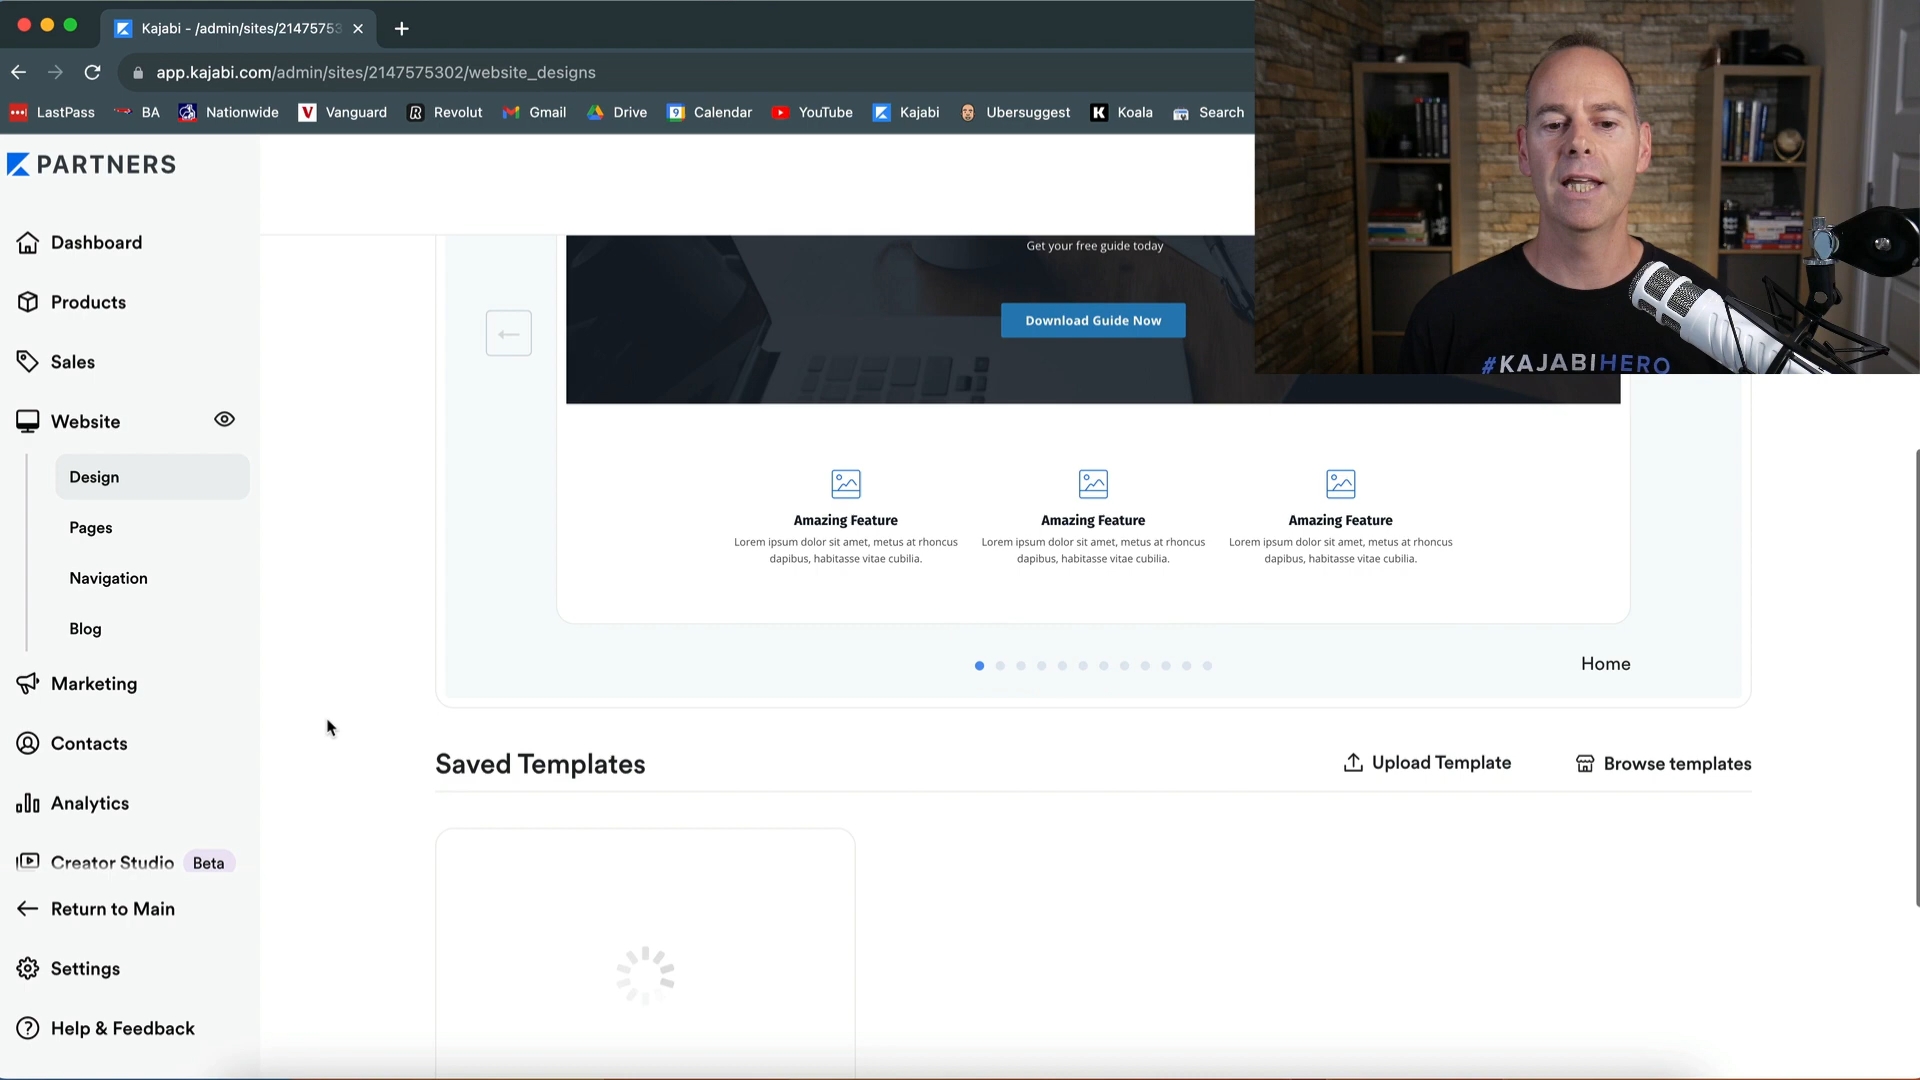 Kajabi - /admin/sites/21475753
app.kajabi.com/admin/sites/2147575302/website_designs
LastPass
BA
Nationwide
V Vanguard
R Revolut
Gmail
Drive
9 Calendar
YouTube
Kajabi
Ubersuggest
K Koala
Search
PARTNERS
Dashboard
Products
Sales
Website
Design
Pages
Navigation
Blog
Marketing
Contacts
Analytics
Creator Studio Beta
Return to Main
Settings
Help & Feedback
Get your free guide today
Download Guide Now
Amazing Feature
Lorem ipsum dolor sit amet, metus at rhoncus
dapibus, habitasse vitae cubilia.
Amazing Feature
Lorem ipsum dolor sit amet, metus at rhoncus
dapibus, habitasse vitae cubilia.
Amazing Feature
Lorem ipsum dolor sit amet, metus at rhoncus
dapibus, habitasse vitae cubilia.
Home
Saved Templates
Upload Template
Browse templates
#KAJABIHERO